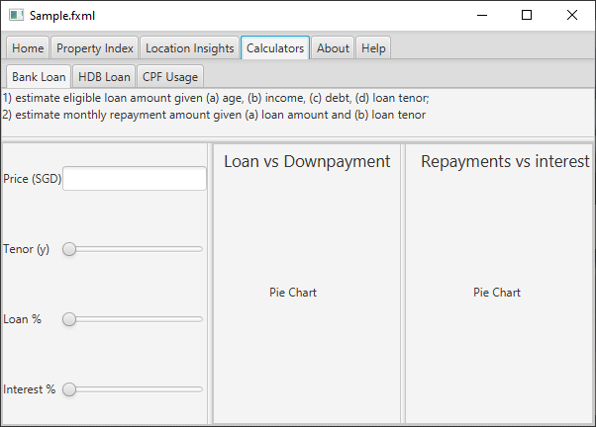 Sample.fxml
Home Property Index Location Insights Calculators About Help
Bank Loan HDB Loan CPF Usage
1) estimate eligible loan amount given (a) age, (b) income, (c) debt, (d) loan tenor;
2) estimate monthly repayment amount given (a) loan amount and (b) loan tenor
Price (SGD)
Tenor (y)
Loan %
Interest %
Loan vs Downpayment
Pie Chart
Repayments vs interest
Pie Chart